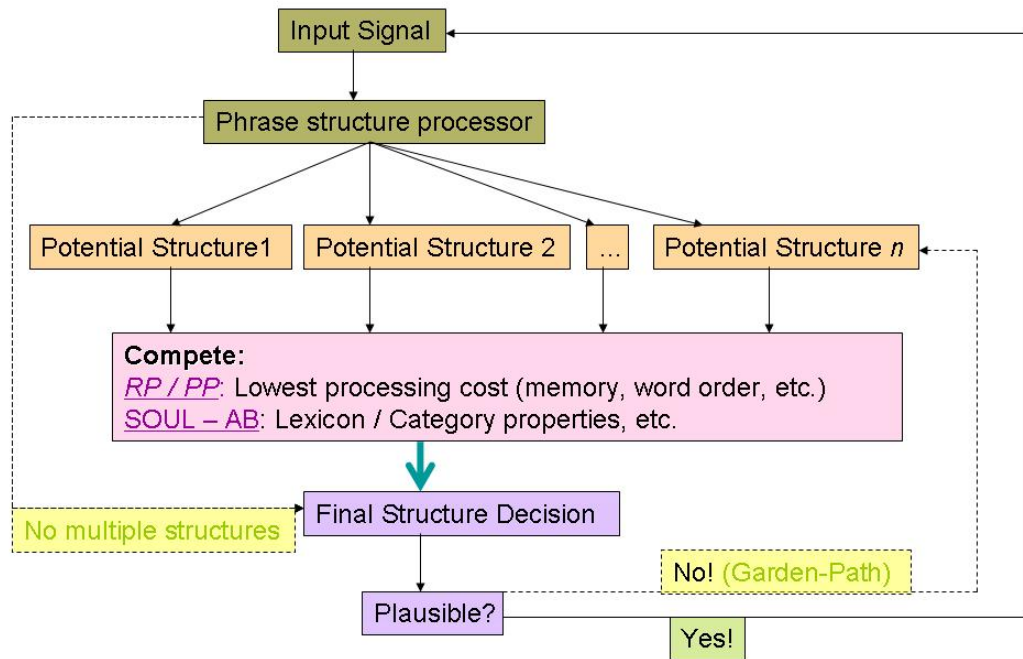 Input Signal
Phrase structure processor
Potential Structure1
Potential Structure 2
...
Potential Structure n
Compete:
RP / PP: Lowest processing cost (memory, word order, etc.)
SOUL – AB: Lexicon / Category properties, etc.
No multiple structures
Final Structure Decision
No! (Garden-Path)
Plausible?
Yes!